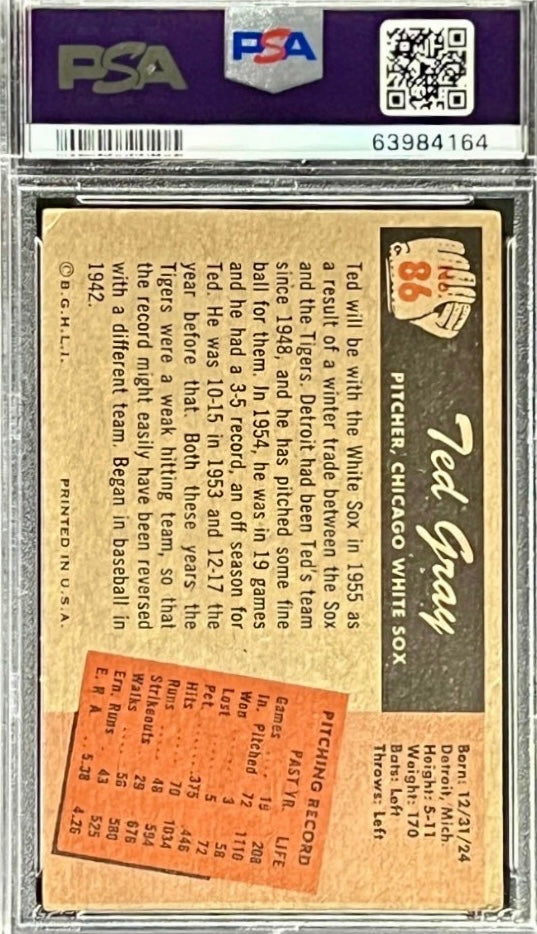 PSA
PSA
63984164
No.
86
Ted Gray
PITCHER, CHICAGO WHITE SOX
Born: 12/31/24
Detroit, Mich.
Height: 5-11
Weight: 170
Bats: Left
Throws: Left
Ted will be with the White Sox in 1955 as
a result of a winter trade between the Sox
and the Tigers. Detroit had been Ted's team
since 1948, and he has pitched some fine
ball for them. In 1954, he was in 19 games
and he had a 3-5 record, an off season for
Ted. He was 10-15 in 1953 and 12-17 the
year before that. Both these years the
Tigers were a weak hitting team, so that
the record might easily have been reversed
with a different team. Began in baseball in
1942.
© B.G.H.L.I. PRINTED IN U.S.A.
PITCHING RECORD
PAST YR. LIFE
Games 19 208
In. Pitched 72 1110
Won 3 58
Lost 5 72
Pct. .375 .446
Hits 70 1034
Runs 48 594
Strikeouts 29 676
Walks 56 580
Ern. Runs 43 525
E. R. A. 5.38 4.26